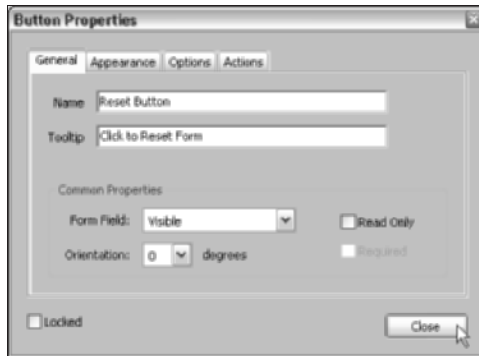 Button Properties
General Appearance Options Actions
Name Reset Button
Tooltip Click to Reset Form
Common Properties
Form Field: Visible Read Only
Orientation: 0 degrees Required
Locked Close